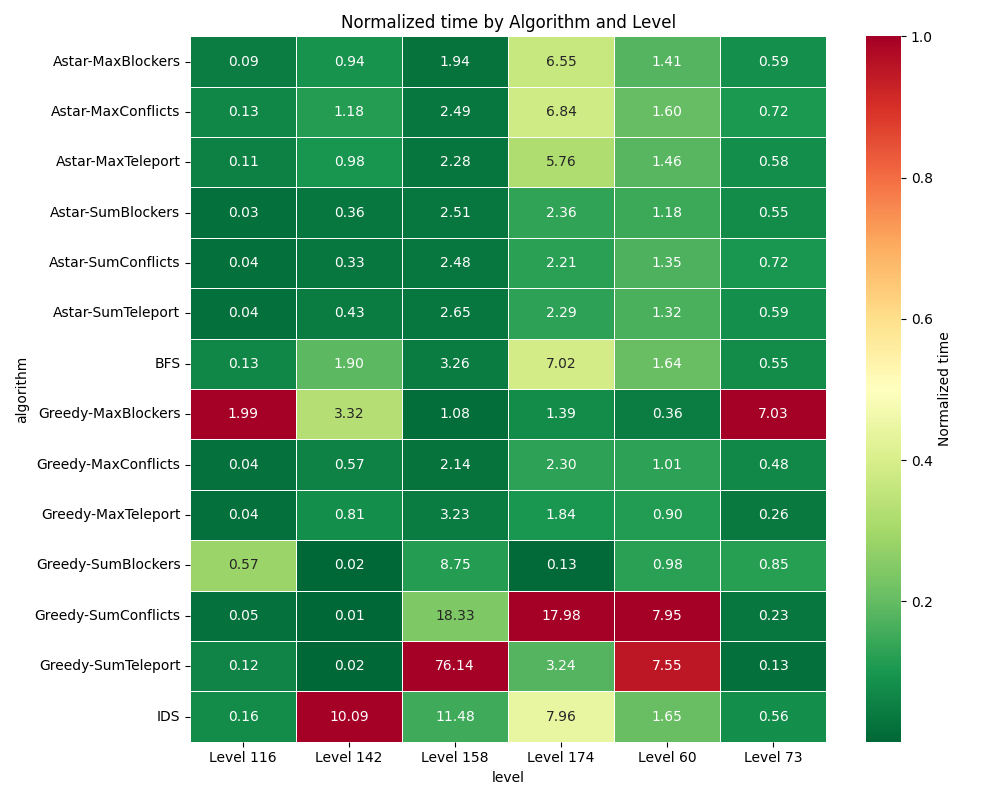 Normalized time by Algorithm and Level
Astar-MaxBlockers 0.09 0.94 1.94 6.55 1.41 0.59
Astar-MaxConflicts 0.13 1.18 2.49 6.84 1.60 0.72
Astar-MaxTeleport 0.11 0.98 2.28 5.76 1.46 0.58
Astar-SumBlockers 0.03 0.36 2.51 2.36 1.18 0.55
Astar-SumConflicts 0.04 0.33 2.48 2.21 1.35 0.72
Astar-SumTeleport 0.04 0.43 2.65 2.29 1.32 0.59
BFS 0.13 1.90 3.26 7.02 1.64 0.55
Greedy-MaxBlockers 1.99 3.32 1.08 1.39 0.36 7.03
Greedy-MaxConflicts 0.04 0.57 2.14 2.30 1.01 0.48
Greedy-MaxTeleport 0.04 0.81 3.23 1.84 0.90 0.26
Greedy-SumBlockers 0.57 0.02 8.75 0.13 0.98 0.85
Greedy-SumConflicts 0.05 0.01 18.33 17.98 7.95 0.23
Greedy-SumTeleport 0.12 0.02 76.14 3.24 7.55 0.13
IDS 0.16 10.09 11.48 7.96 1.65 0.56
Level 116 Level 142 Level 158 Level 174 Level 60 Level 73
level
algorithm
1.0
0.8
0.6
0.4
0.2
Normalized time